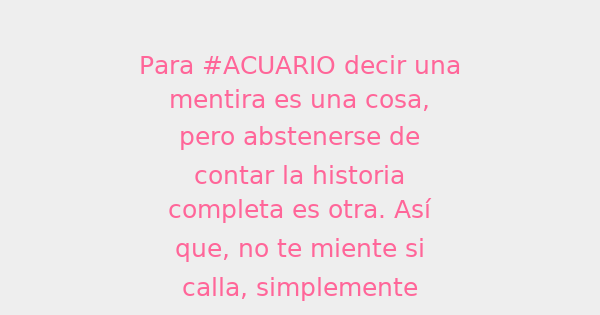 Para #ACUARIO decir una
mentira es una cosa,
pero abstenerse de
contar la historia
completa es otra. Así
que, no te miente si
calla, simplemente